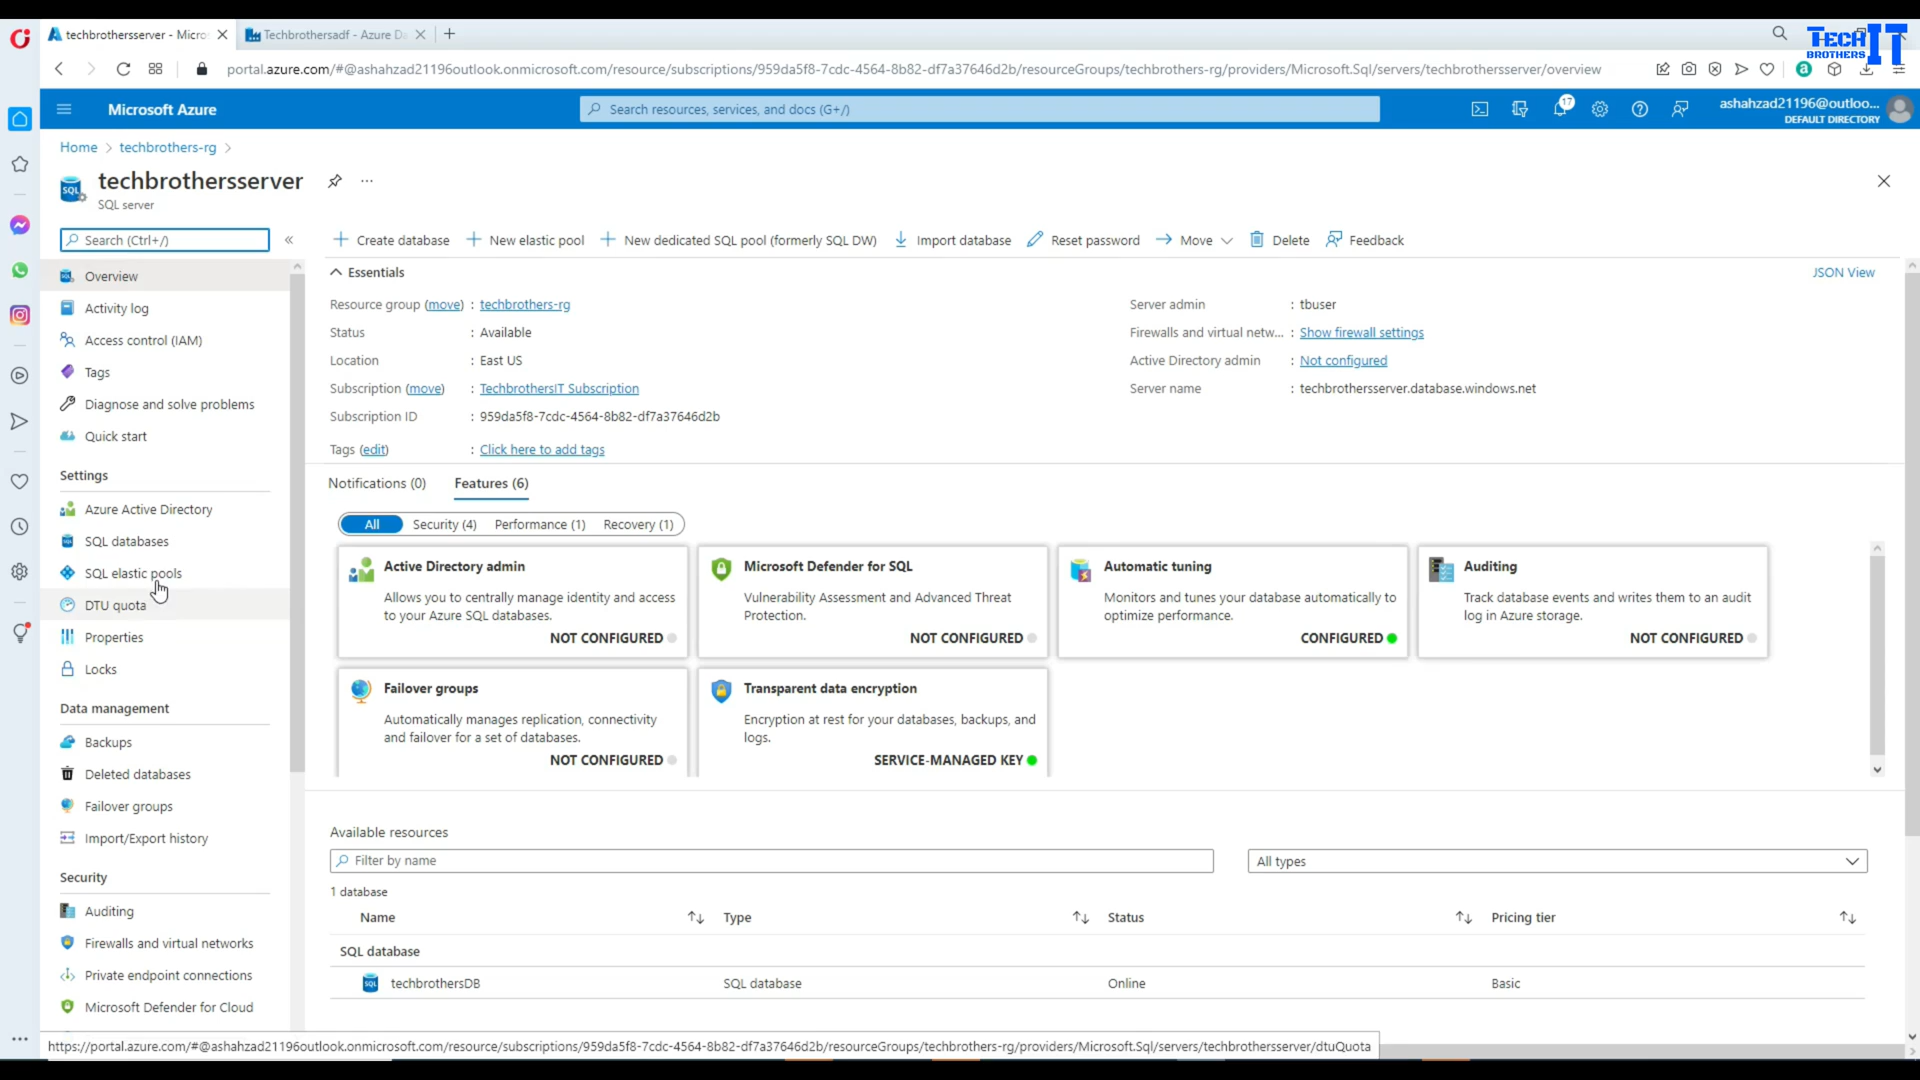 techbrothersserver - Micro
Techbrothersadf - Azure Da
TECH IT
BROTHERS
portal.azure.com/#@ashahzad21196outlook.onmicrosoft.com/resource/subscriptions/959da5f8-7cdc-4564-8b82-df7a37646d2b/resourceGroups/techbrothers-rg/providers/Microsoft.Sql/servers/techbrothersserver/overview
Microsoft Azure
Search resources, services, and docs (G+/)
17
ashahzad21196@outloo...
DEFAULT DIRECTORY
Home > techbrothers-rg >
techbrothersserver
SQL server
Search (Ctrl+/)
Create database
New elastic pool
New dedicated SQL pool (formerly SQL DW)
Import database
Reset password
Move
Delete
Feedback
Overview
Activity log
Access control (IAM)
Tags
Diagnose and solve problems
Quick start
Settings
Azure Active Directory
SQL databases
SQL elastic pools
DTU quota
Properties
Locks
Data management
Backups
Deleted databases
Failover groups
Import/Export history
Security
Auditing
Firewalls and virtual networks
Private endpoint connections
Microsoft Defender for Cloud
Essentials
JSON View
Resource group (move) : techbrothers-rg
Status : Available
Location : East US
Subscription (move) : TechbrothersIT Subscription
Subscription ID : 959da5f8-7cdc-4564-8b82-df7a37646d2b
Tags (edit) : Click here to add tags
Server admin : tbuser
Firewalls and virtual netw... : Show firewall settings
Active Directory admin : Not configured
Server name : techbrothersserver.database.windows.net
Notifications (0)
Features (6)
All
Security (4)
Performance (1)
Recovery (1)
Active Directory admin
Allows you to centrally manage identity and access
to your Azure SQL databases.
NOT CONFIGURED
Microsoft Defender for SQL
Vulnerability Assessment and Advanced Threat
Protection.
NOT CONFIGURED
Automatic tuning
Monitors and tunes your database automatically to
optimize performance.
CONFIGURED
Auditing
Track database events and writes them to an audit
log in Azure storage.
NOT CONFIGURED
Failover groups
Automatically manages replication, connectivity
and failover for a set of databases.
NOT CONFIGURED
Transparent data encryption
Encryption at rest for your databases, backups, and
logs.
SERVICE-MANAGED KEY
Available resources
Filter by name
All types
1 database
Name
Type
Status
Pricing tier
SQL database
techbrothersDB
SQL database
Online
Basic
https://portal.azure.com/#@ashahzad21196outlook.onmicrosoft.com/resource/subscriptions/959da5f8-7cdc-4564-8b82-df7a37646d2b/resourceGroups/techbrothers-rg/providers/Microsoft.Sql/servers/techbrothersserver/dtuQuota